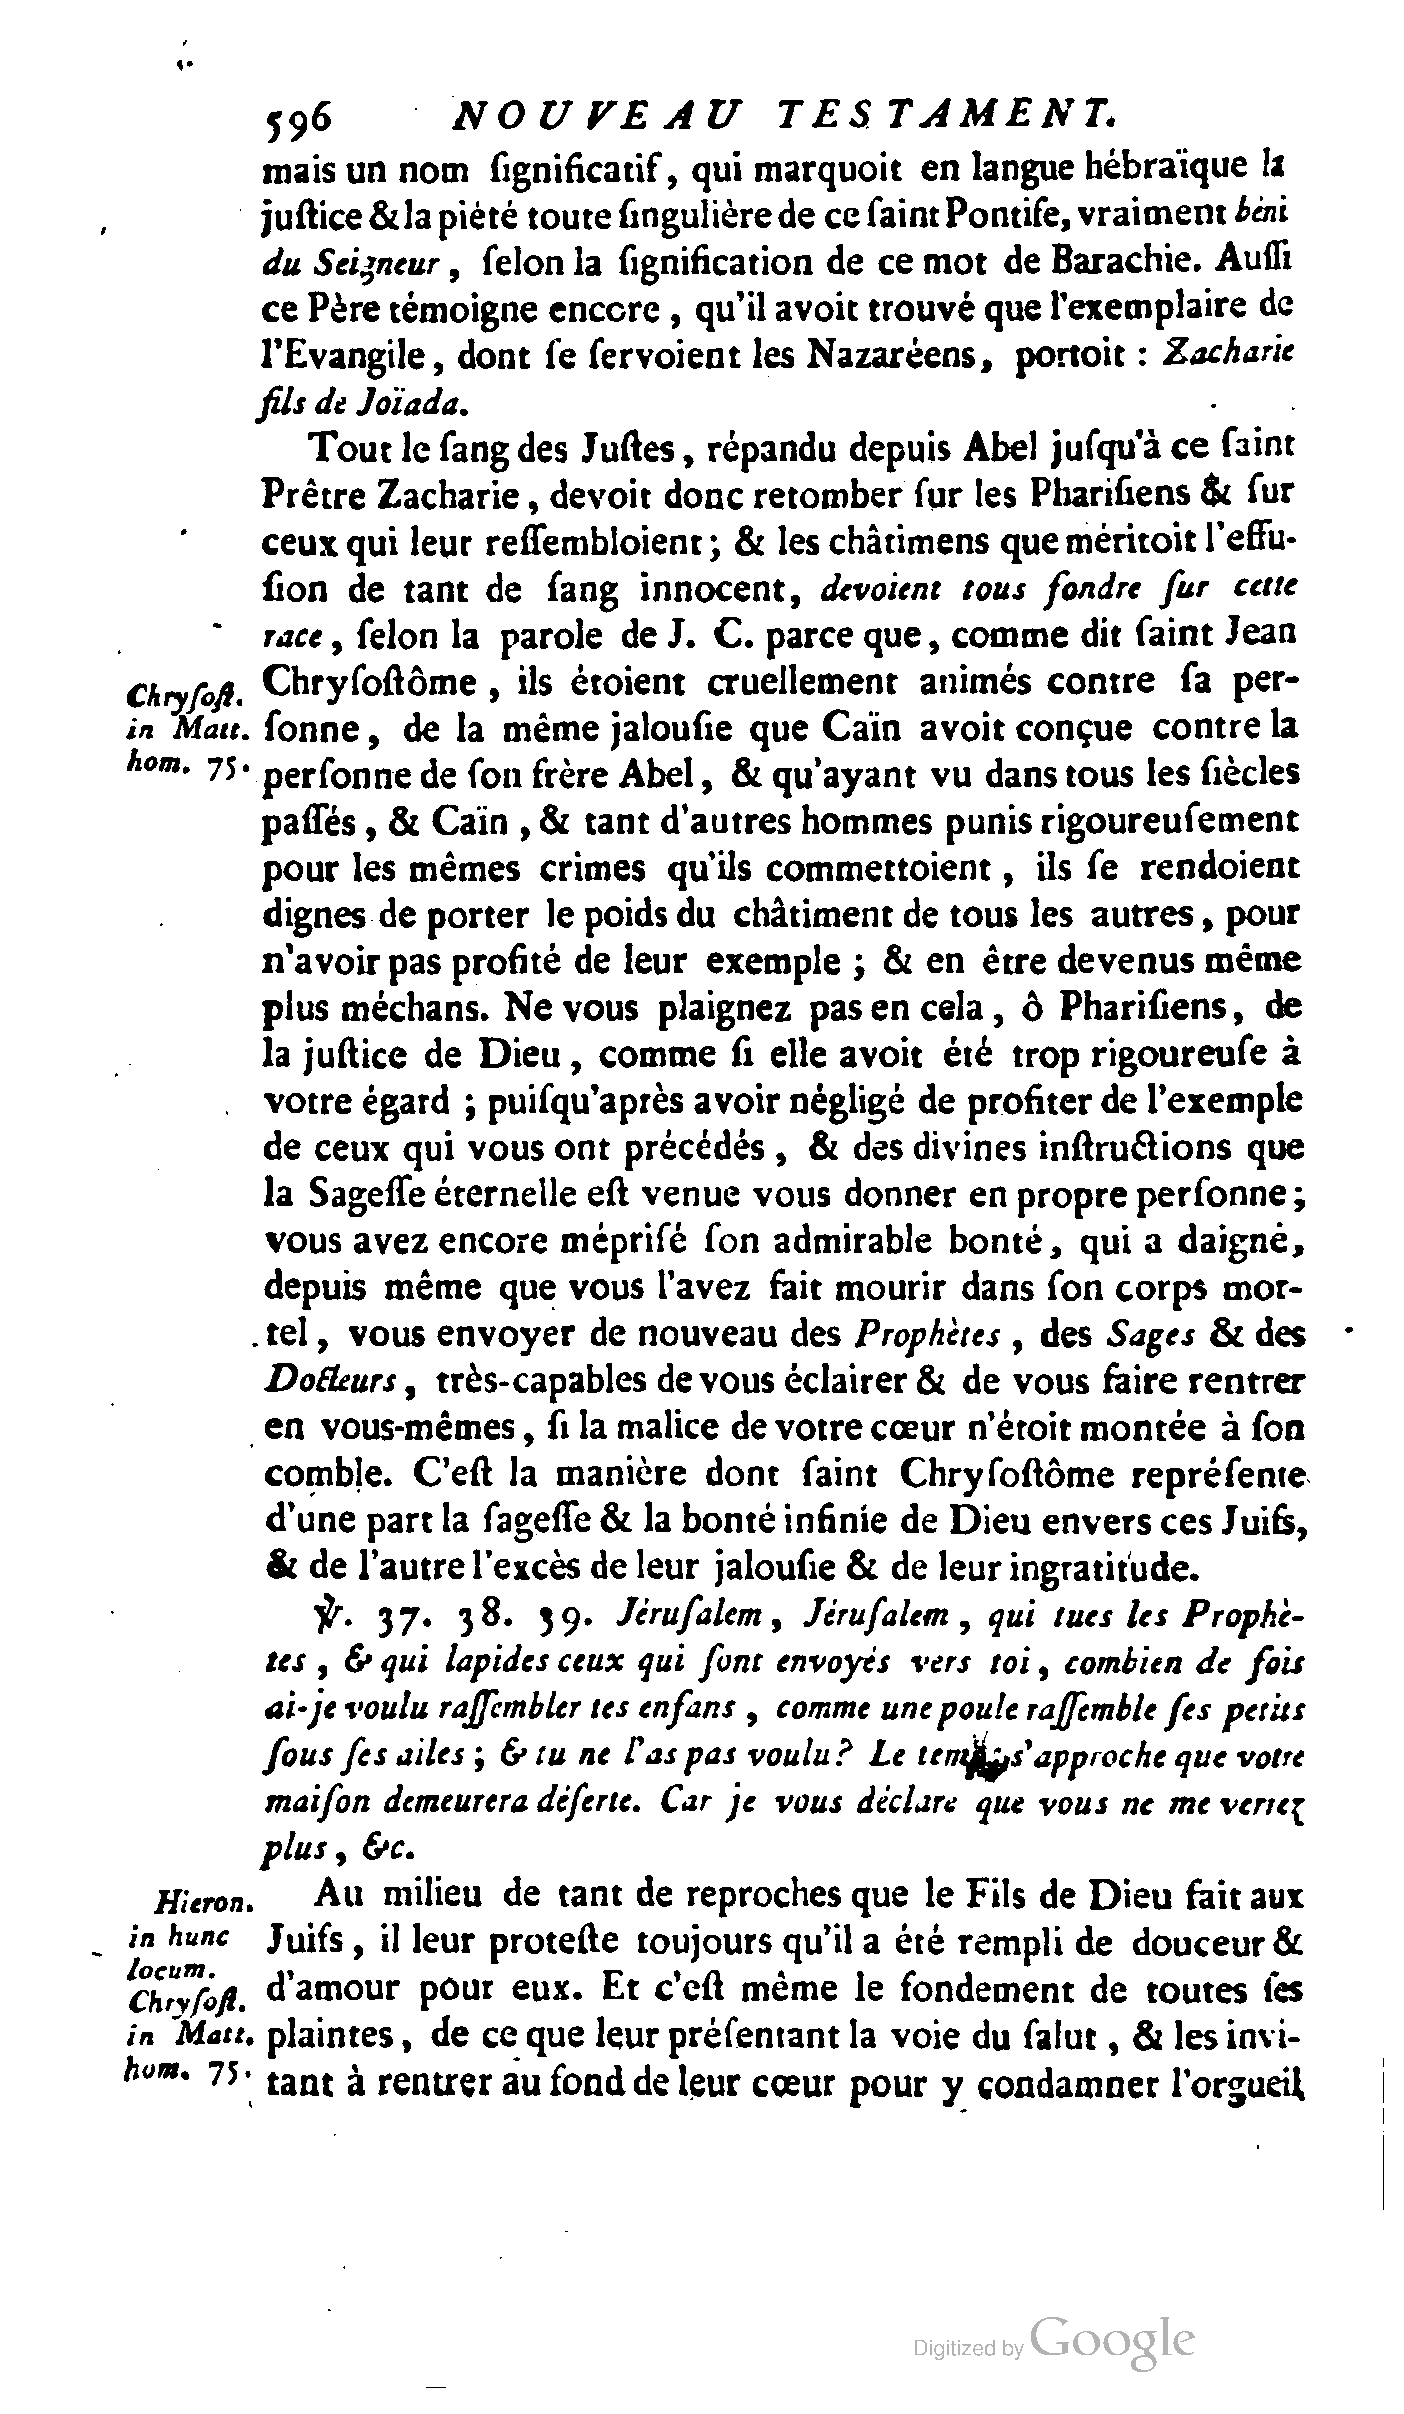 596 NOUVEAU TESTAMENT.
mais un nom ſignificatif, qui marquoit en langue hébraïque la
juſtice & la piété toute ſingulière de ce ſaint Pontife, vraiment béni
du Seigneur, ſelon la ſignification de ce mot de Barachie. Auſſi
ce Père témoigne encore, qu'il avoit trouvé que l'exemplaire de
l'Evangile, dont ſe ſervoient les Nazaréens, portoit : Zacharie
fils de Joïada.
Tout le ſang des Juſtes, répandu depuis Abel juſqu'à ce ſaint
Prêtre Zacharie, devoit donc retomber ſur les Phariſiens & ſur
ceux qui leur reſſembloient; & les châtimens que méritoit l'effu-
ſion de tant de ſang innocent, devoient tous fondre ſur cette
race, ſelon la parole de J. C. parce que, comme dit ſaint Jean
Chryſoſtôme, ils étoient cruellement animés contre ſa per-
Chryſoſt.
in Matt.
hom. 75.
ſonne, de la même jalouſie que Caïn avoit conçue contre la
perſonne de ſon frère Abel, & qu'ayant vu dans tous les ſiècles
paſſés, & Caïn, & tant d'autres hommes punis rigoureuſement
pour les mêmes crimes qu'ils commettoient, ils ſe rendoient
dignes de porter le poids du châtiment de tous les autres, pour
n'avoir pas profité de leur exemple ; & en être devenus même
plus méchans. Ne vous plaignez pas en cela, ô Phariſiens, de
la juſtice de Dieu, comme ſi elle avoit été trop rigoureuſe à
votre égard ; puiſqu'après avoir négligé de profiter de l'exemple
de ceux qui vous ont précédés, & des divines inſtructions que
la Sageſſe éternelle eſt venue vous donner en propre perſonne;
vous avez encore mépriſé ſon admirable bonté, qui a daigné,
depuis même que vous l'avez fait mourir dans ſon corps mor-
tel, vous envoyer de nouveau des Prophètes, des Sages & des
Docteurs, très-capables de vous éclairer & de vous faire rentrer
en vous-mêmes, ſi la malice de votre cœur n'étoit montée à ſon
comble. C'eſt la manière dont ſaint Chryſoſtôme repréſente
d'une part la ſageſſe & la bonté infinie de Dieu envers ces Juifs,
& de l'autre l'excès de leur jalouſie & de leur ingratitude.
℣. 37. 38. 39. Jéruſalem, Jéruſalem, qui tues les Prophè-
tes, & qui lapides ceux qui ſont envoyés vers toi, combien de fois
ai-je voulu raſſembler tes enfans, comme une poule raſſemble ſes petits
ſous ſes ailes; & tu ne l'as pas voulu? Le temps s'approche que votre
maiſon demeurera déſerte. Car je vous déclare que vous ne me verrez
plus, &c.
Au milieu de tant de reproches que le Fils de Dieu fait aux
Hieron.
in hunc
locum.
Chryſoſt.
in Matt.
hom. 75.
Juifs, il leur proteſte toujours qu'il a été rempli de douceur &
d'amour pour eux. Et c'eſt même le fondement de toutes ſes
plaintes, de ce que leur préſentant la voie du ſalut, & les invi-
tant à rentrer au fond de leur cœur pour y condamner l'orgueil
Digitized by Google